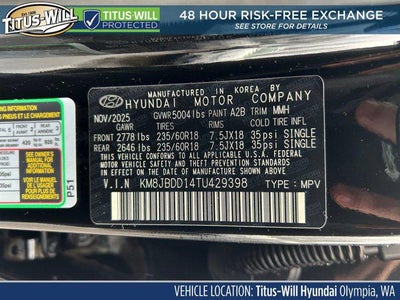 TITUS-WILL
TITUS-WILL
PROTECTION
48 HOUR RISK-FREE EXCHANGE
SEE STORE FOR DETAILS
MANUFACTURED IN KOREA BY
HYUNDAI MOTOR COMPANY
NOV/2025 GVWR5004 lbs PAINT A2B TRIM MMH
GAWR TIRES RIMS COLD TIRE INFL
FRONT 2778 lbs 235/60R18 7.5JX18 35psi SINGLE
REAR 2646 lbs 235/60R18 7.5JX18 35psi SINGLE
THIS VEHICLE CONFORMS TO ALL APPLICABLE FEDERAL
MOTOR VEHICLE SAFETY, BUMPER, AND THEFT PREVENTION
STANDARDS IN EFFECT ON THE DATE OF MANUFACTURE
SHOWN ABOVE.
V.I.N KM8JBDD14TU429398 TYPE : MPV
P51
VEHICLE LOCATION: Titus-Will Hyundai Olympia, WA